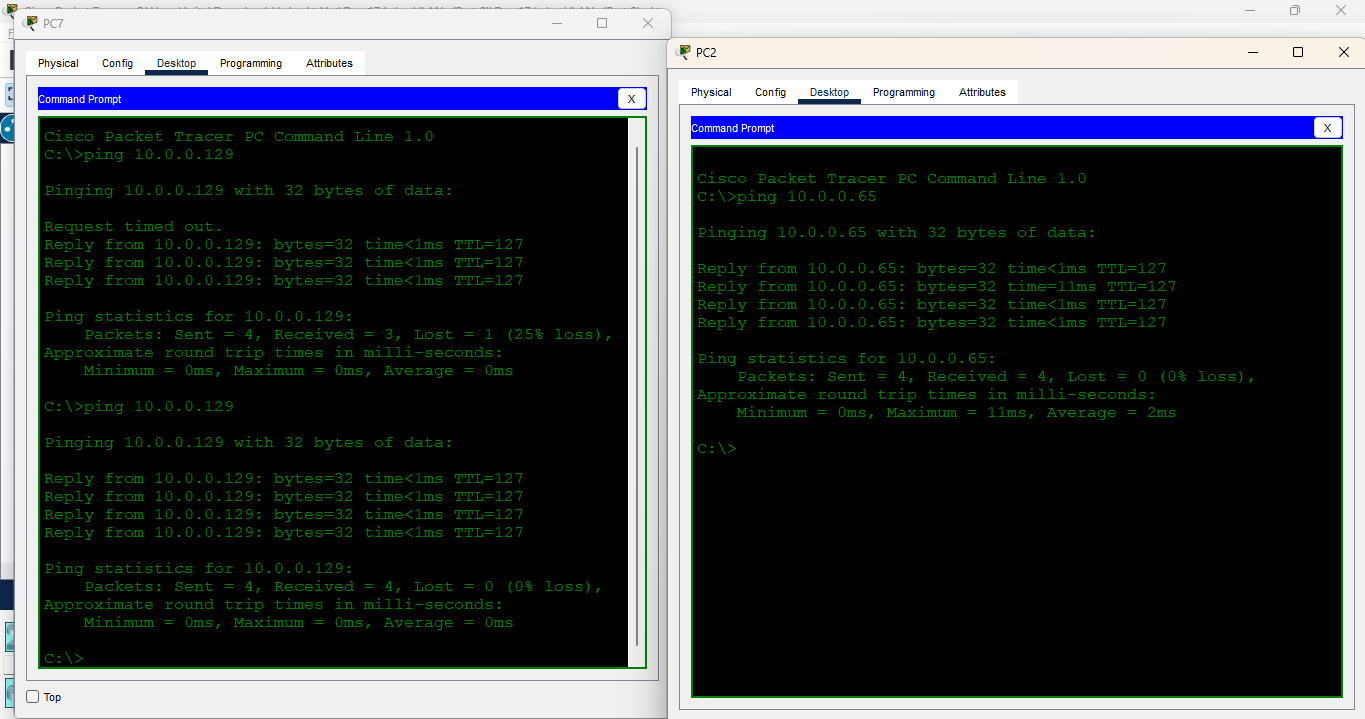 PC7
Physical Config Desktop Programming Attributes
Command Prompt
X
Cisco Packet Tracer PC Command Line 1.0
C:\>ping 10.0.0.129
Pinging 10.0.0.129 with 32 bytes of data:
Request timed out.
Reply from 10.0.0.129: bytes=32 time<1ms TTL=127
Reply from 10.0.0.129: bytes=32 time<1ms TTL=127
Reply from 10.0.0.129: bytes=32 time<1ms TTL=127
Ping statistics for 10.0.0.129:
Packets: Sent = 4, Received = 3, Lost = 1 (25% loss),
Approximate round trip times in milli-seconds:
Minimum = 0ms, Maximum = 0ms, Average = 0ms
C:\>ping 10.0.0.129
Pinging 10.0.0.129 with 32 bytes of data:
Reply from 10.0.0.129: bytes=32 time<1ms TTL=127
Reply from 10.0.0.129: bytes=32 time<1ms TTL=127
Reply from 10.0.0.129: bytes=32 time<1ms TTL=127
Reply from 10.0.0.129: bytes=32 time<1ms TTL=127
Ping statistics for 10.0.0.129:
Packets: Sent = 4, Received = 4, Lost = 0 (0% loss),
Approximate round trip times in milli-seconds:
Minimum = 0ms, Maximum = 0ms, Average = 0ms
C:\>
Top
PC2
Physical Config Desktop Programming Attributes
Command Prompt
X
Cisco Packet Tracer PC Command Line 1.0
C:\>ping 10.0.0.65
Pinging 10.0.0.65 with 32 bytes of data:
Reply from 10.0.0.65: bytes=32 time<1ms TTL=127
Reply from 10.0.0.65: bytes=32 time=11ms TTL=127
Reply from 10.0.0.65: bytes=32 time<1ms TTL=127
Reply from 10.0.0.65: bytes=32 time<1ms TTL=127
Ping statistics for 10.0.0.65:
Packets: Sent = 4, Received = 4, Lost = 0 (0% loss),
Approximate round trip times in milli-seconds:
Minimum = 0ms, Maximum = 11ms, Average = 2ms
C:\>